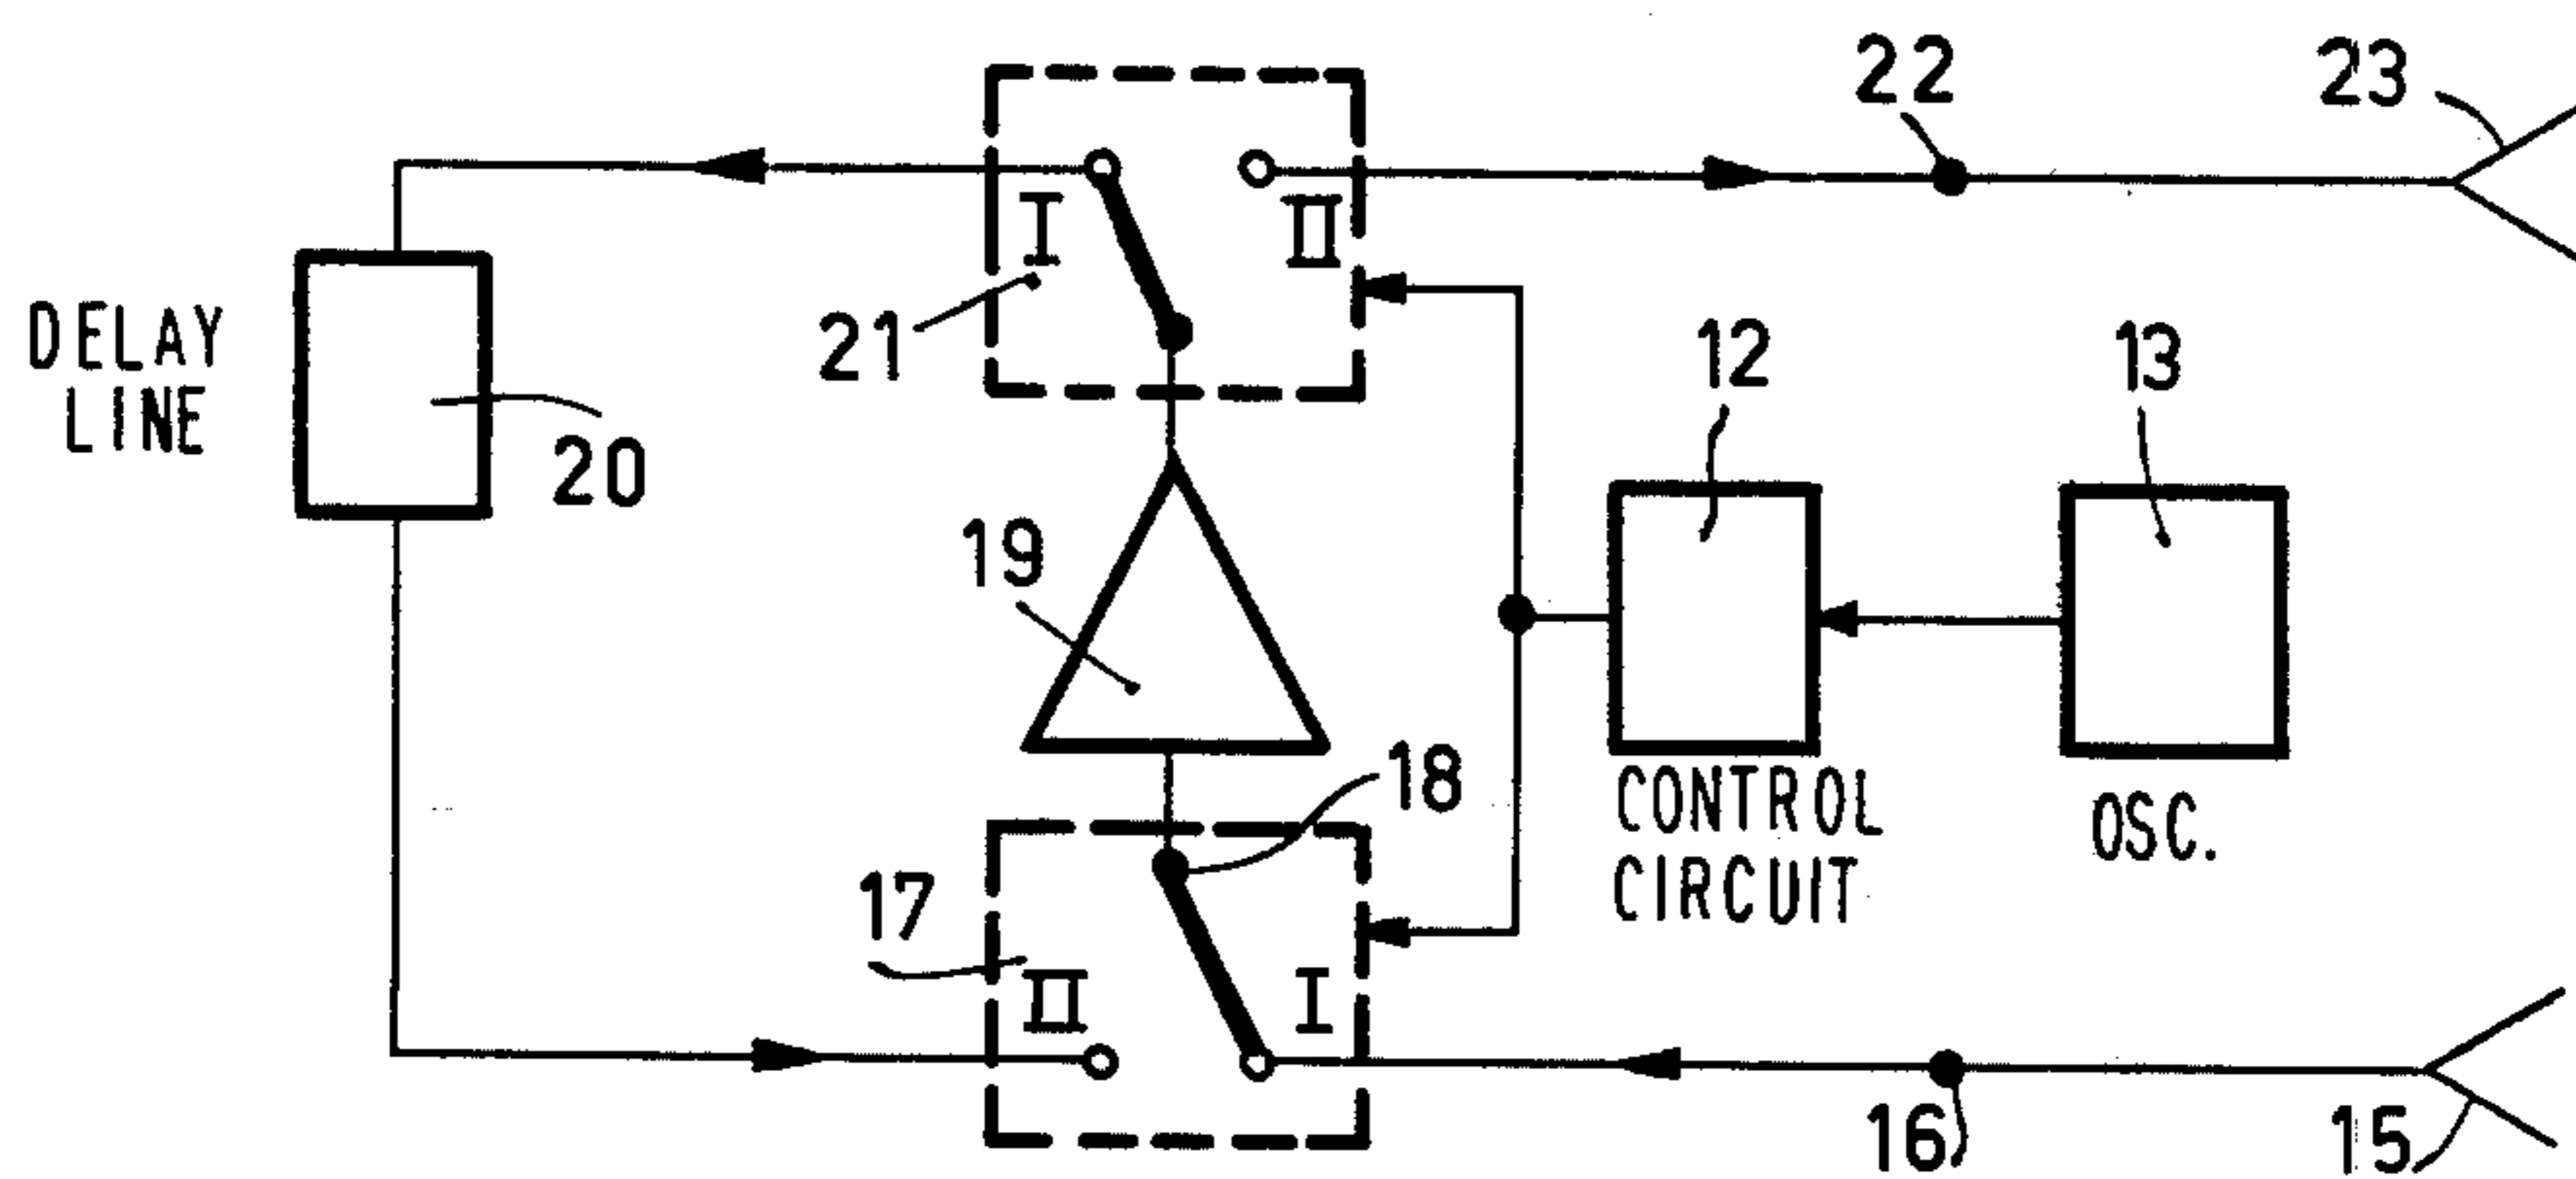 22
23
I
II
DELAY
LINE
21
12
13
20
19
18
CONTROL
CIRCUIT
OSC.
17
II
I
16
15